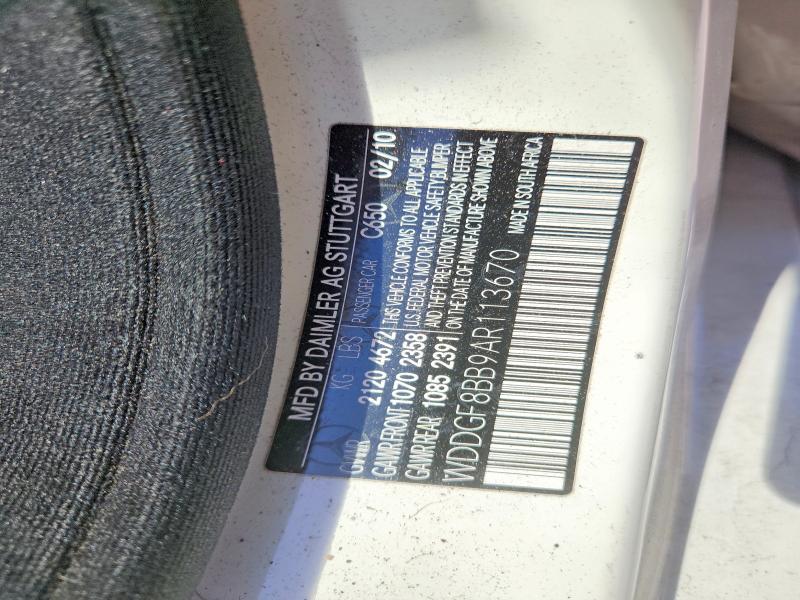 MFD BY DAIMLER AG STUTTGART
KG LBS PASSENGER CAR C650 02/10
GAWR 2120 4672 THIS VEHICLE CONFORMS TO ALL APPLICABLE
GAWR FRONT 1070 2358 U.S. FEDERAL MOTOR VEHICLE SAFETY/BUMPER
GAWR REAR 1085 2391 AND THEFT PREVENTION STANDARDS IN EFFECT
ON THE DATE OF MANUFACTURE SHOWN ABOVE
WDDGF8BB9AR113670 MADE IN SOUTH AFRICA